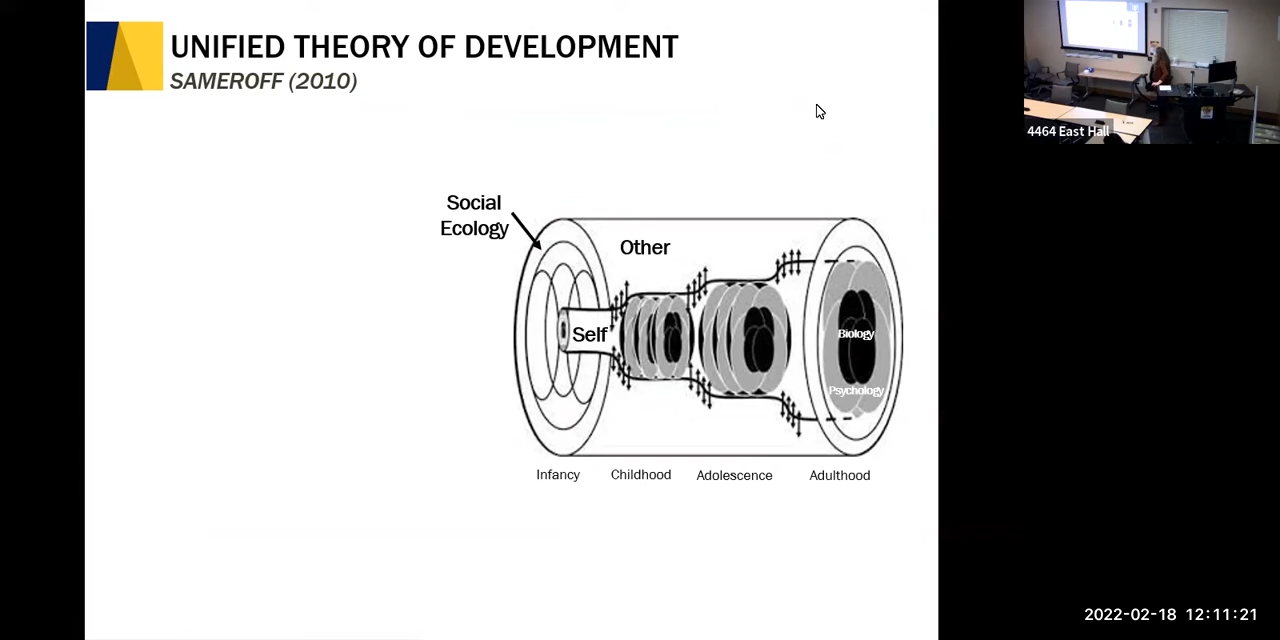 UNIFIED THEORY OF DEVELOPMENT
SAMEROFF (2010)
4464 East Hall
Social
Ecology
Other
Self
Biology
Psychology
Infancy Childhood Adolescence Adulthood
2022-02-18 12:11:21